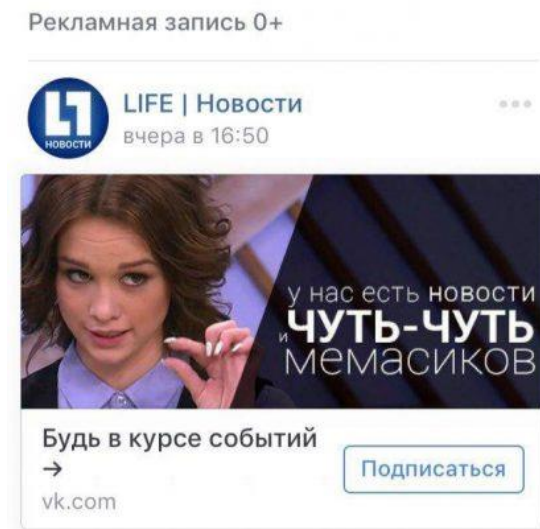 Рекламная запись 0+
LIFE | Новости
вчера в 16:50
НОВОСТИ
у нас есть новости
и ЧУТЬ-ЧУТЬ
мемасиков
Будь в курсе событий
→
Подписаться
vk.com